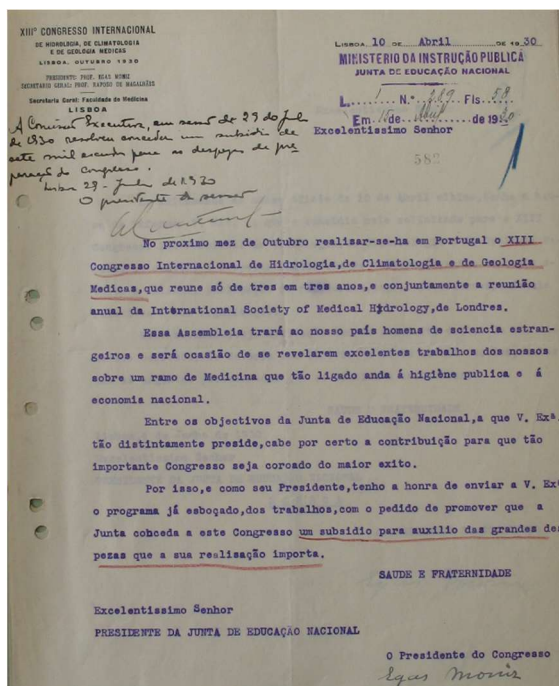 XIIIº CONGRESSO INTERNACIONAL
DE HIDROLOGIA, DE CLIMATOLOGIA
E DE GEOLOGIA MEDICAS
LISBOA, OUTUBRO 1930
PRESIDENTE: PROF. EGAS MONIZ
SECRETARIO GERAL: PROF. RAPOSO DE MAGALHÃES
Secretaria Geral: Faculdade de Medicina
LISBOA
A Comissão Executiva, em sessão de 29 de Julho
de 1930 resolveu conceder um subsidio de
sete mil escudos para as despezas de pre-
paração do Congresso.
Lisboa 29 - Julho de 1930
O presidente da sessão
LISBOA 10 DE Abril DE 1930
MINISTERIO DA INSTRUÇÃO PUBLICA
JUNTA DE EDUCAÇÃO NACIONAL
L. 1 N.º 289 Fls 58
Em 15 de Abril de 1930
Excelentissimo Senhor
582
No proximo mez de Outubro realisar-se-ha em Portugal o XIII
Congresso Internacional de Hidrologia,de Climatologia e de Geologia
Medicas,que reune só de tres em tres anos,e conjuntamente a reunião
anual da International Society of Medical Hydrology,de Londres.
Essa Assembleia trará ao nosso país homens de sciencia estran-
geiros e será ocasião de se revelarem excelentes trabalhos dos nossos
sobre um ramo de Medicina que tão ligado anda á higiène publica e á
economia nacional.
Entre os objectivos da Junta de Educação Nacional,a que V. Exª.
tão distintamente preside,cabe por certo a contribuição para que tão
importante Congresso seja coroado do maior exito.
Por isso,e como seu Presidente,tenho a honra de enviar a V. Exª
o programa já esboçado,dos trabalhos,com o pedido de promover que a
Junta conceda a este Congresso um subsidio para auxilio das grandes des
pezas que a sua realisação importa.
SAUDE E FRATERNIDADE
Excelentissimo Senhor
PRESIDENTE DA JUNTA DE EDUCAÇÃO NACIONAL
O Presidente do Congresso
Egas Moniz